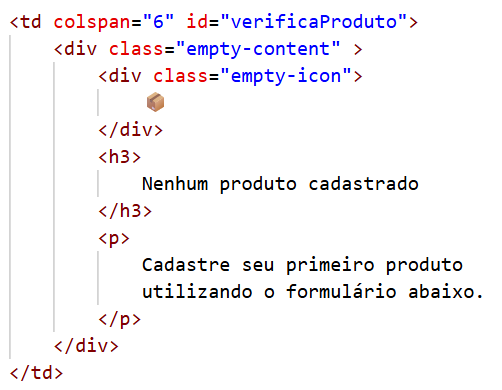 <td colspan="6" id="verificaProduto">
<div class="empty-content" >
<div class="empty-icon">
📦
</div>
<h3>
Nenhum produto cadastrado
</h3>
<p>
Cadastre seu primeiro produto
utilizando o formulário abaixo.
</p>
</div>
</td>